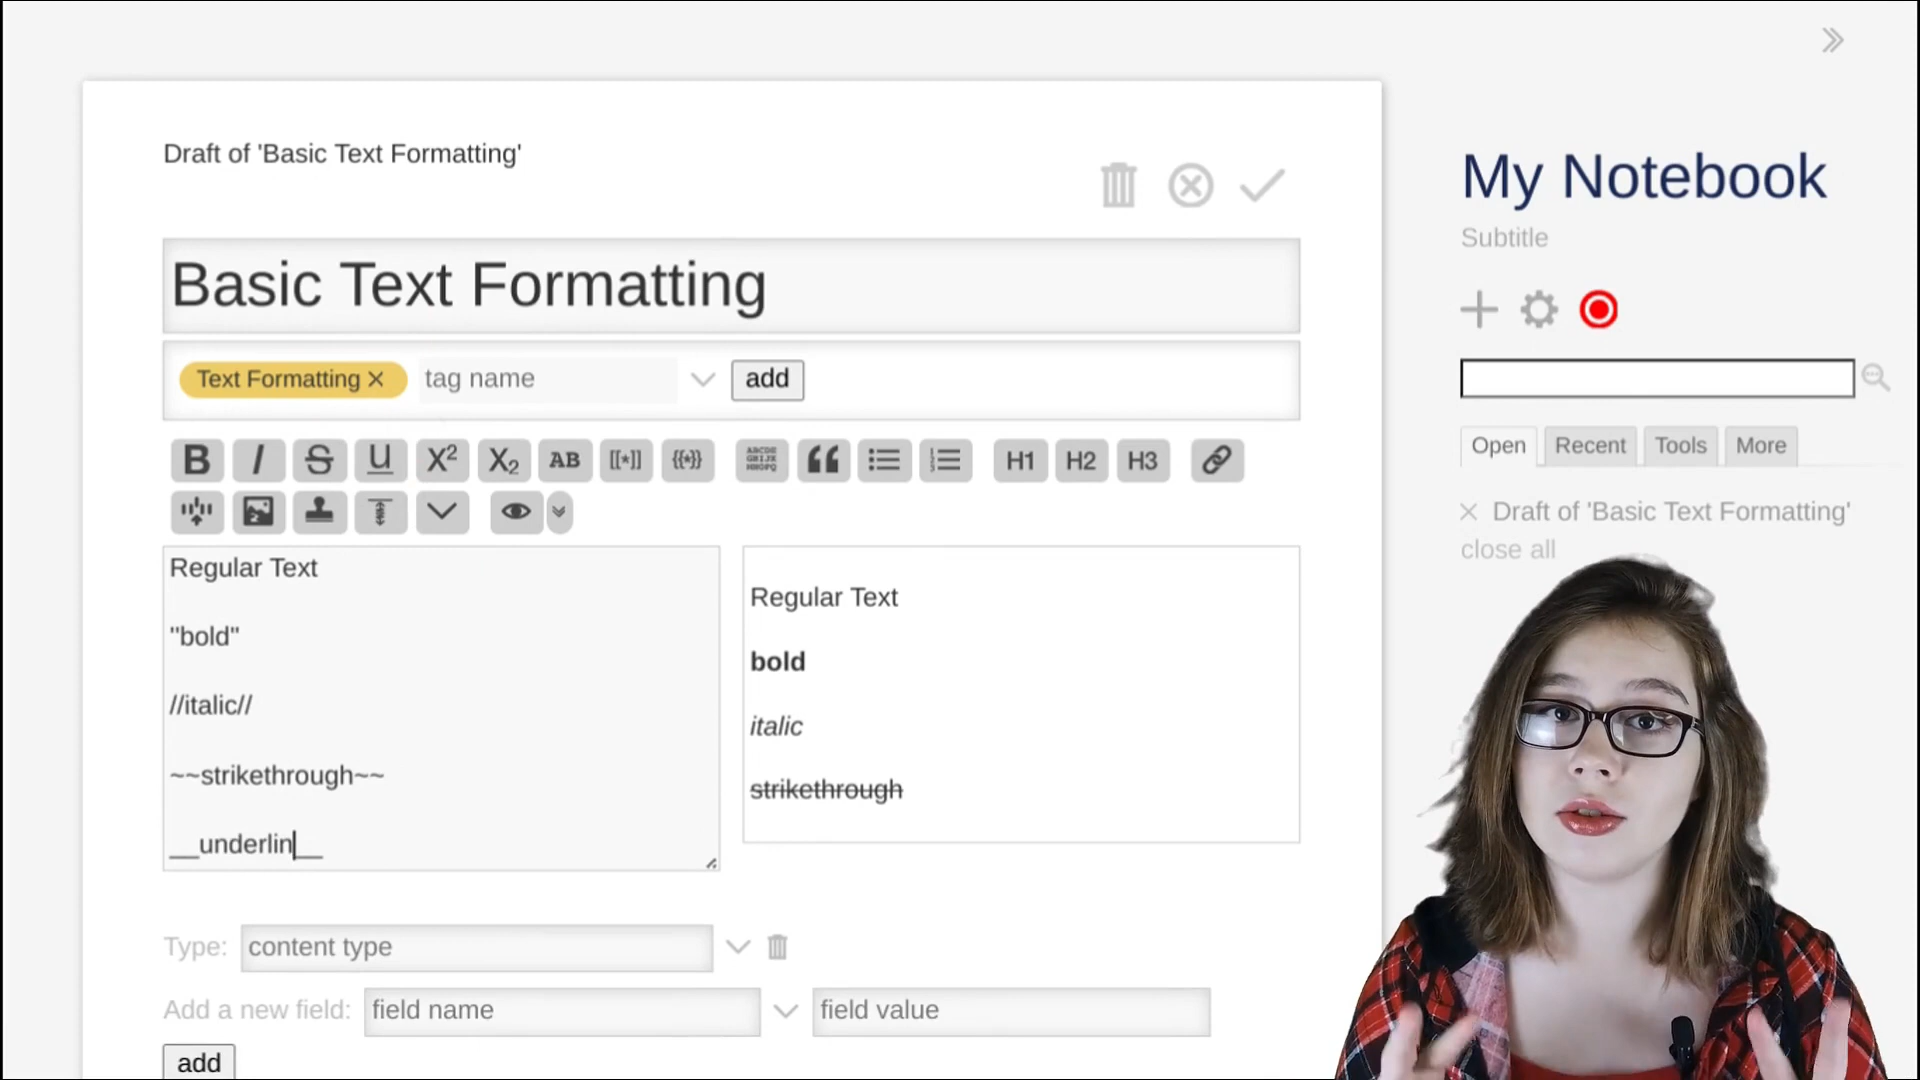 Draft of 'Basic Text Formatting'
My Notebook
Subtitle
Basic Text Formatting
Text Formatting × tag name add
B I S U X² X₂ AB [[*]] {{*}} H1 H2 H3
Open Recent Tools More
× Draft of 'Basic Text Formatting'
close all
Regular Text
''bold''
//italic//
~~strikethrough~~
__underlin__
Regular Text
bold
italic
strikethrough
Type: content type
Add a new field: field name field value
add